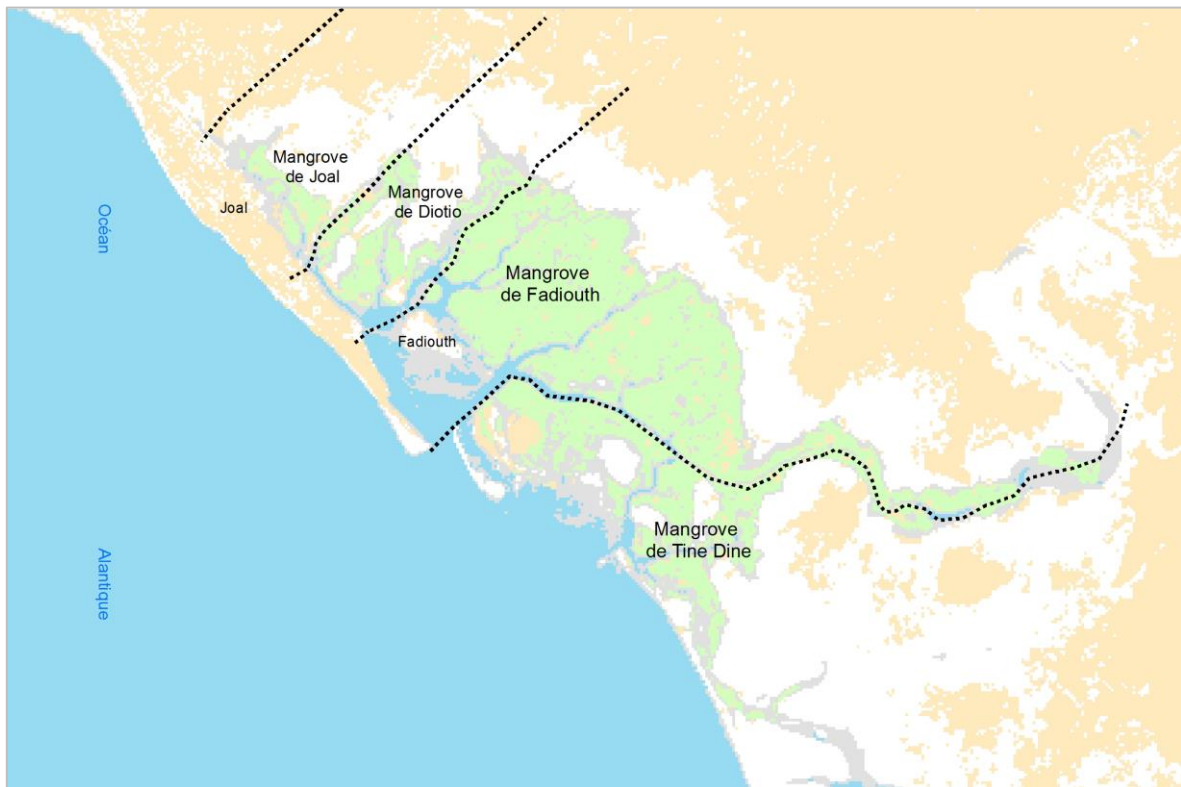 Mangrove
de Joal
Mangrove
de Diotio
Joal
Océan
Mangrove
de Fadiouth
Fadiouth
Mangrove
de Tine Dine
Alantique